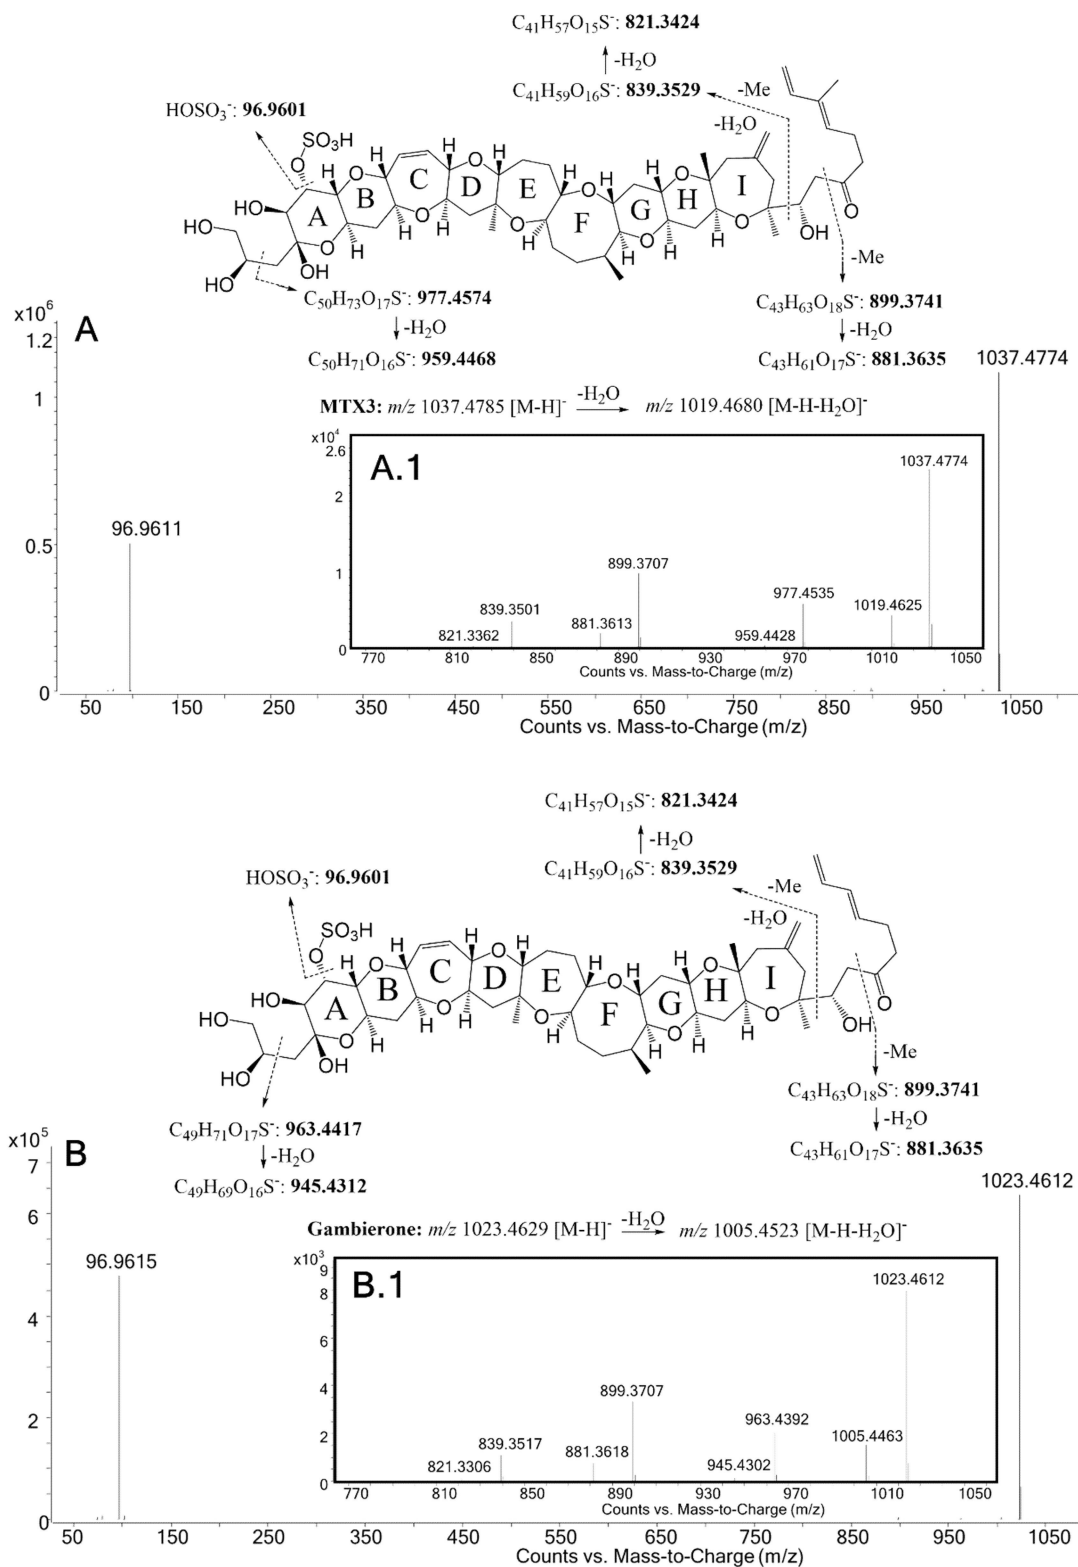 C41H57O15S-: 821.3424
-H2O
C41H59O16S-: 839.3529
-Me
-H2O
HOSO3-: 96.9601
SO3H
O
H H H H H H
O O O O O
HO
HO
A B C D E F G H I
O O O O O O
H H H H H H
HO
OH
OH
-Me
C50H73O17S-: 977.4574
-H2O
C50H71O16S-: 959.4468
C43H63O18S-: 899.3741
-H2O
C43H61O17S-: 881.3635
x10^6
A
MTX3: m/z 1037.4785 [M-H]- -H2O m/z 1019.4680 [M-H-H2O]-
1037.4774
1.2
1
0.5
0
96.9611
x10^4
2.6
2
1
0
A.1
1037.4774
899.3707
977.4535
1019.4625
839.3501
881.3613
821.3362
959.4428
770 810 850 890 930 970 1010 1050
Counts vs. Mass-to-Charge (m/z)
50 150 250 350 450 550 650 750 850 950 1050
Counts vs. Mass-to-Charge (m/z)
C41H57O15S-: 821.3424
-H2O
C41H59O16S-: 839.3529
-Me
-H2O
HOSO3-: 96.9601
SO3H
O
H H H H H H
O O O O O
HO
HO
A B C D E F G H I
O O O O O O
H H H H H H
HO
OH
OH
-Me
C49H71O17S-: 963.4417
-H2O
C49H69O16S-: 945.4312
C43H63O18S-: 899.3741
-H2O
C43H61O17S-: 881.3635
x10^5
B
Gambierone: m/z 1023.4629 [M-H]- -H2O m/z 1005.4523 [M-H-H2O]-
1023.4612
7
6
4
2
0
96.9615
x10^3
9
8
6
4
2
0
B.1
1023.4612
899.3707
963.4392
1005.4463
839.3517
881.3618
821.3306
945.4302
770 810 850 890 930 970 1010 1050
Counts vs. Mass-to-Charge (m/z)
50 150 250 350 450 550 650 750 850 950 1050
Counts vs. Mass-to-Charge (m/z)